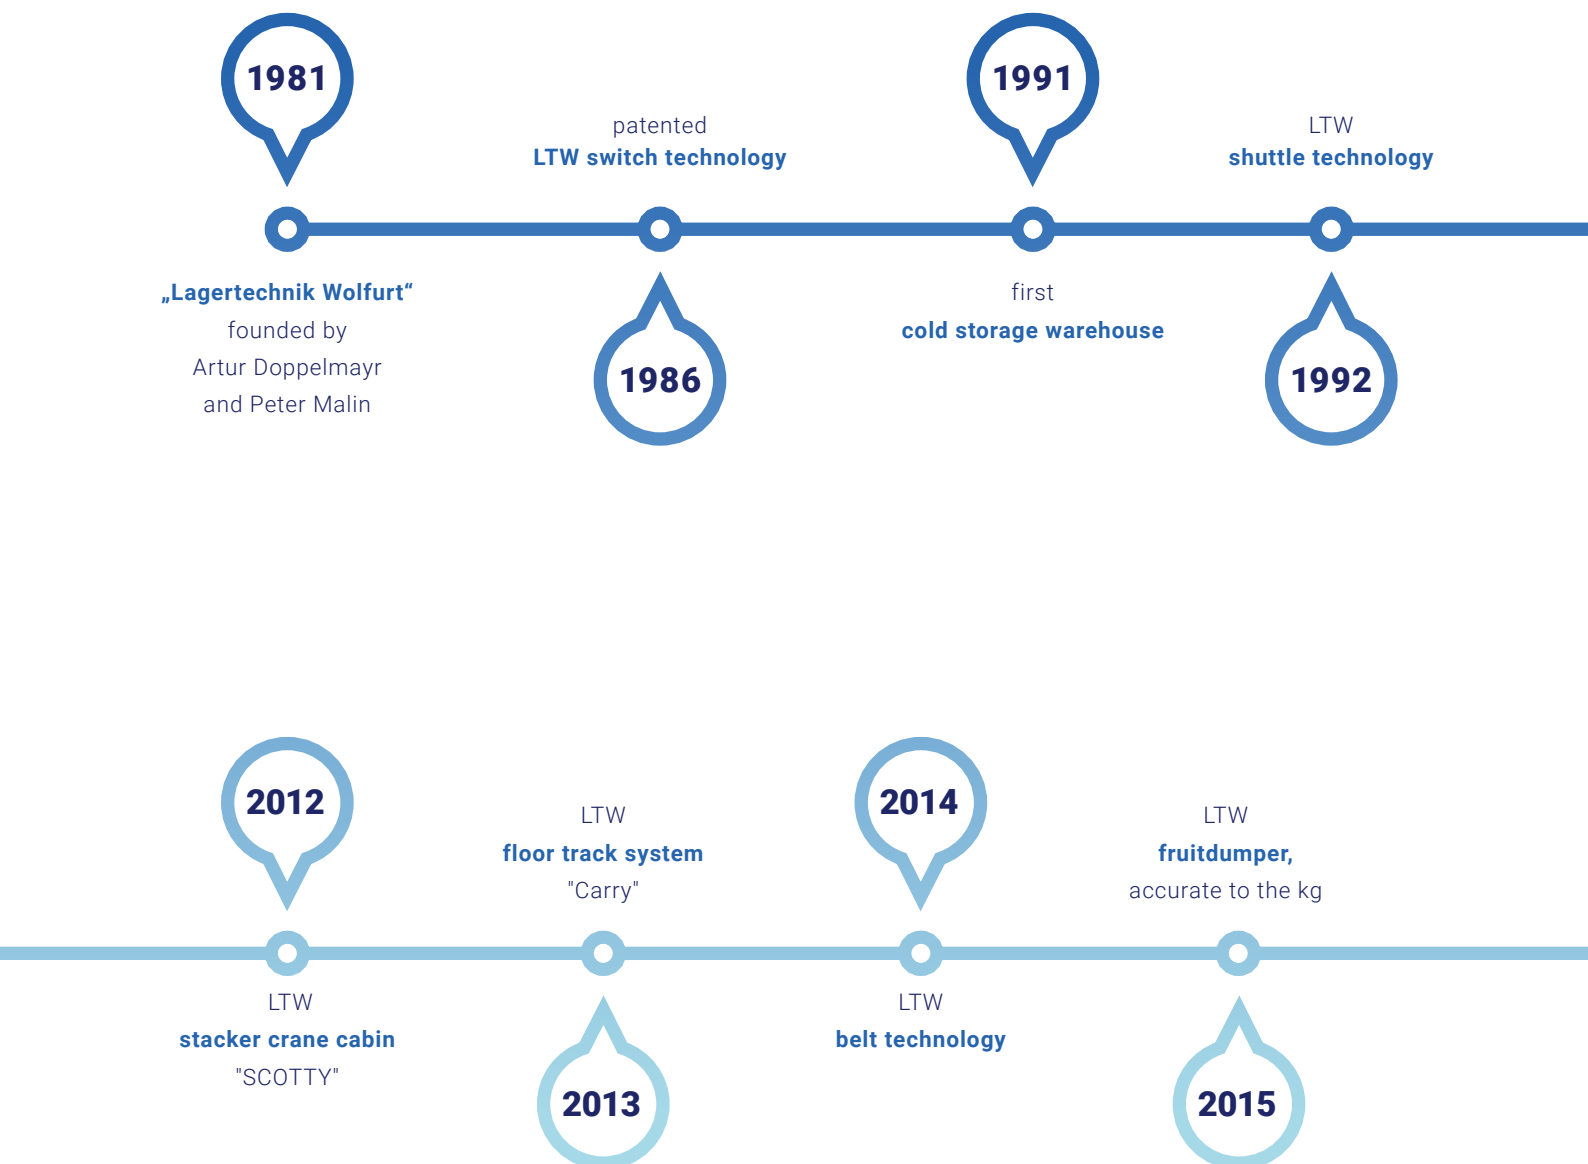 1981
„Lagertechnik Wolfurt“
founded by
Artur Doppelmayr
and Peter Malin
patented
LTW switch technology
1986
1991
first
cold storage warehouse
LTW
shuttle technology
1992
2012
LTW
stacker crane cabin
"SCOTTY"
LTW
floor track system
"Carry"
2013
2014
LTW
belt technology
LTW
fruitdumper,
accurate to the kg
2015